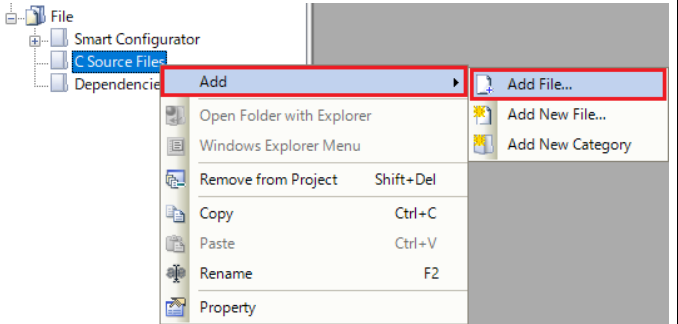 File
Smart Configurator
C Source Files
Dependencie
Add
Open Folder with Explorer
Windows Explorer Menu
Remove from Project Shift+Del
Copy Ctrl+C
Paste Ctrl+V
Rename F2
Property
Add File...
Add New File...
Add New Category